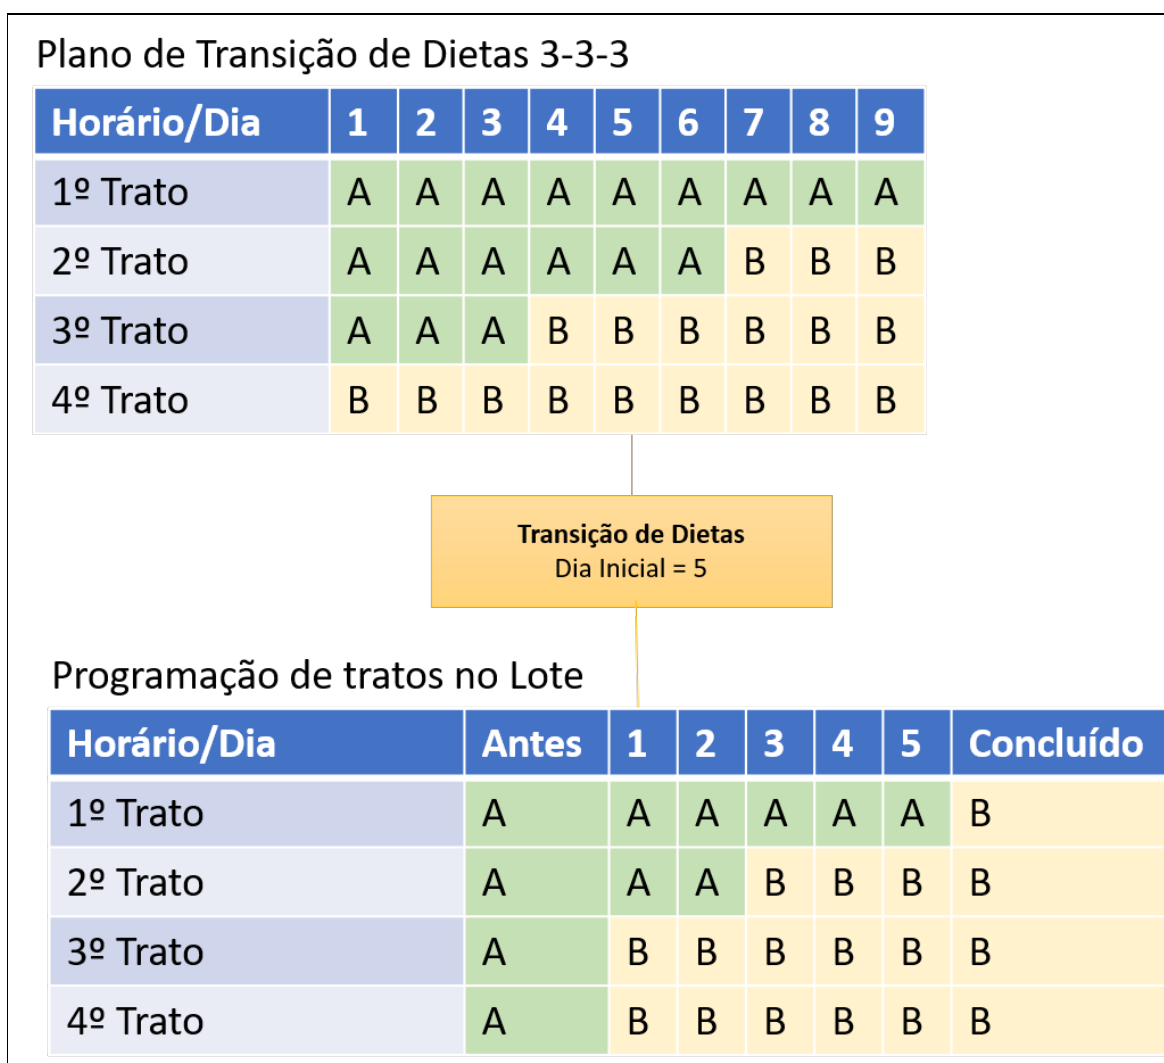 Plano de Transição de Dietas 3-3-3
Horário/Dia 1 2 3 4 5 6 7 8 9
1º Trato A A A A A A A A A
2º Trato A A A A A A B B B
3º Trato A A A B B B B B B
4º Trato B B B B B B B B B
Transição de Dietas
Dia Inicial = 5
Programação de tratos no Lote
Horário/Dia Antes 1 2 3 4 5 Concluído
1º Trato A A A A A A B
2º Trato A A A B B B B
3º Trato A B B B B B B
4º Trato A B B B B B B